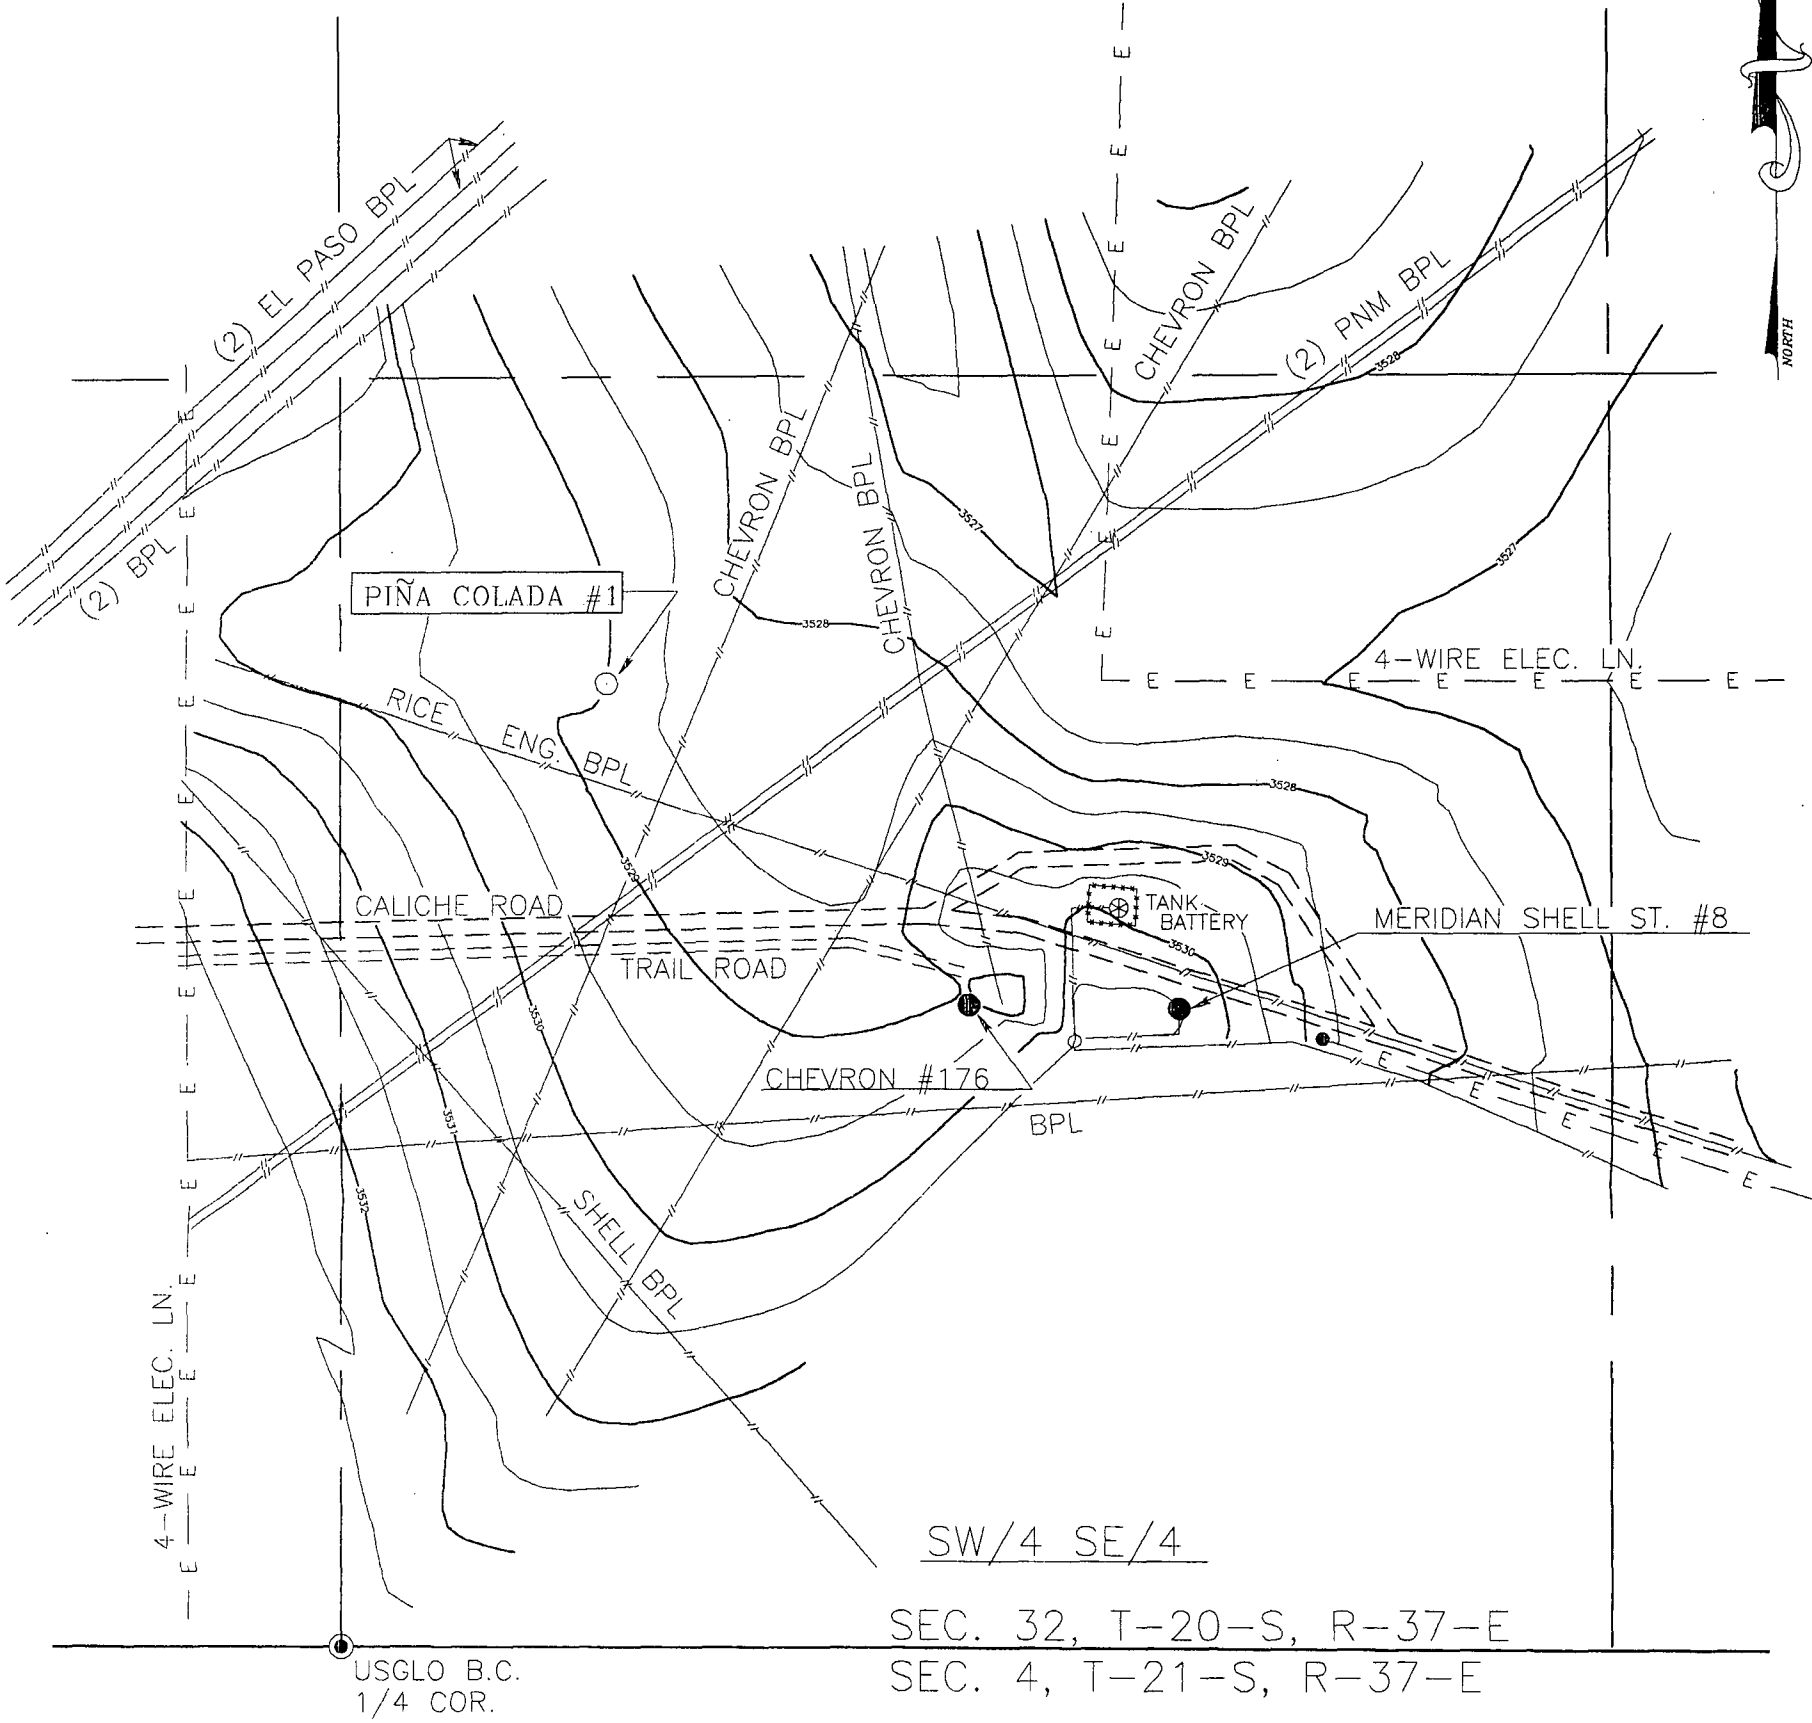 NORTH
(2) EL PASO BPL
(2) BPL
CHEVRON BPL
(2) PNM BPL
3528
CHEVRON BPL
CHEVRON BPL
3527
3527
PIÑA COLADA #1
3528
4-WIRE ELEC. LN.
E E E E E E E
RICE ENG. BPL
3528
3529
3529
CALICHE ROAD
TRAIL ROAD
TANK
BATTERY
3530
MERIDIAN SHELL ST. #8
3530
CHEVRON #176
BPL
3531
3532
SHELL BPL
4-WIRE ELEC. LN.
SW/4 SE/4
SEC. 32, T-20-S, R-37-E
SEC. 4, T-21-S, R-37-E
USGLO B.C.
1/4 COR.